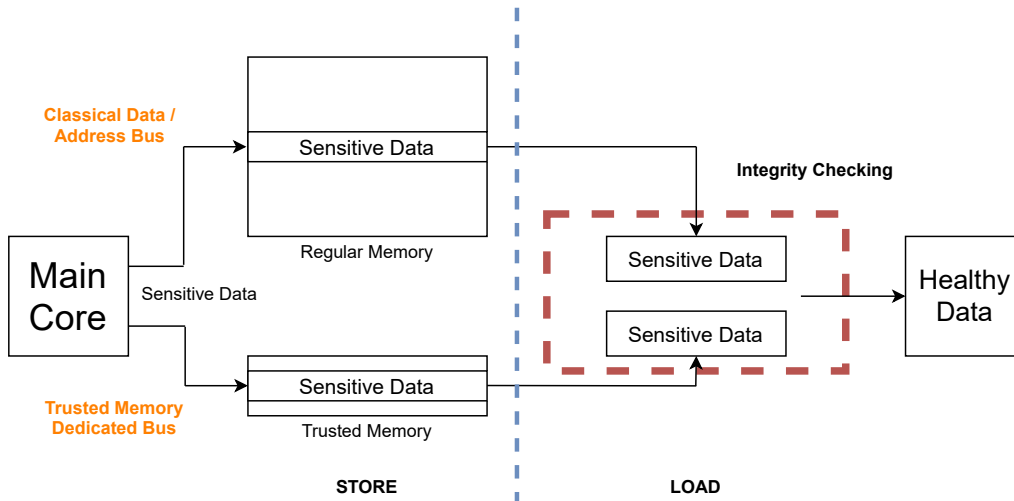 Classical Data /
Address Bus
Sensitive Data
Regular Memory
Main
Core
Sensitive Data
Trusted Memory
Dedicated Bus
Sensitive Data
Trusted Memory
STORE
Integrity Checking
Sensitive Data
Sensitive Data
Healthy
Data
LOAD